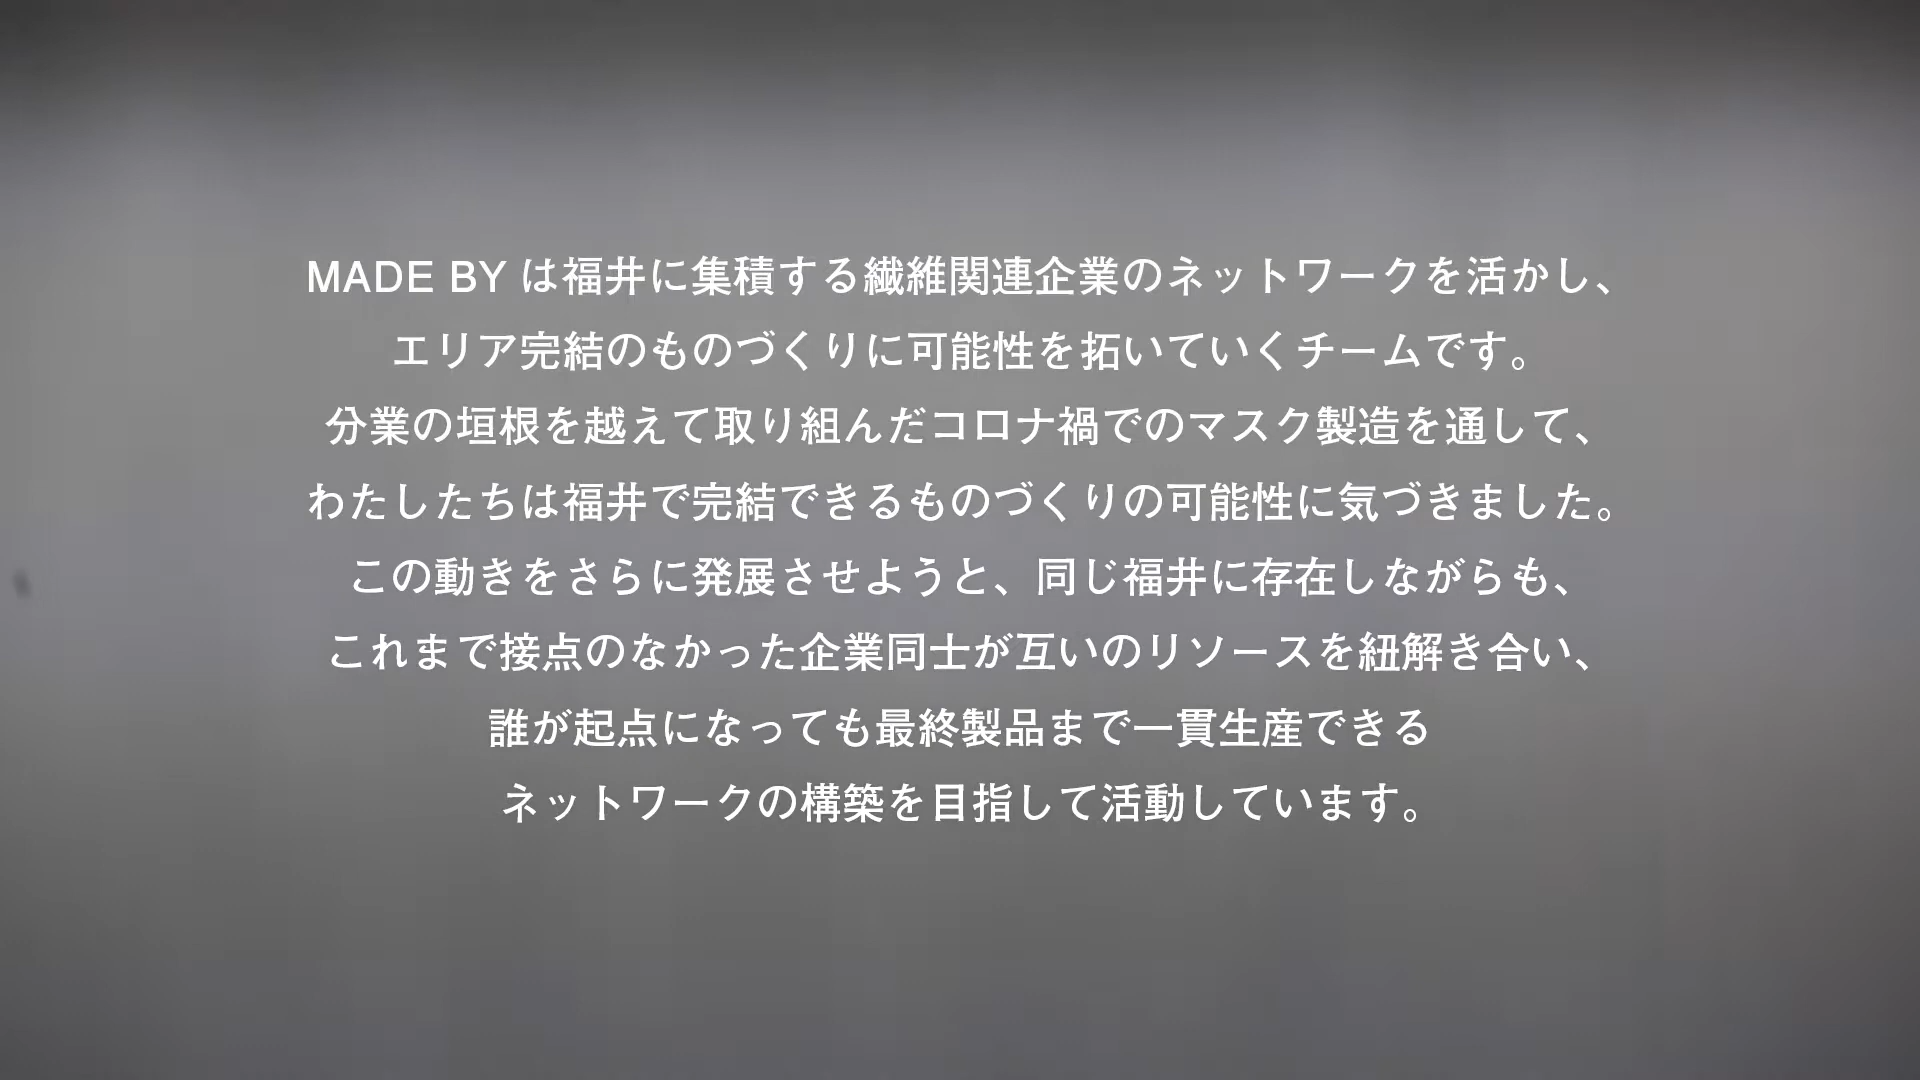 MADE BY は福井に集積する繊維関連企業のネットワークを活かし、
エリア完結のものづくりに可能性を拓いていくチームです。
分業の垣根を越えて取り組んだコロナ禍でのマスク製造を通して、
わたしたちは福井で完結できるものづくりの可能性に気づきました。
この動きをさらに発展させようと、同じ福井に存在しながらも、
これまで接点のなかった企業同士が互いのリソースを紐解き合い、
誰が起点になっても最終製品まで一貫生産できる
ネットワークの構築を目指して活動しています。